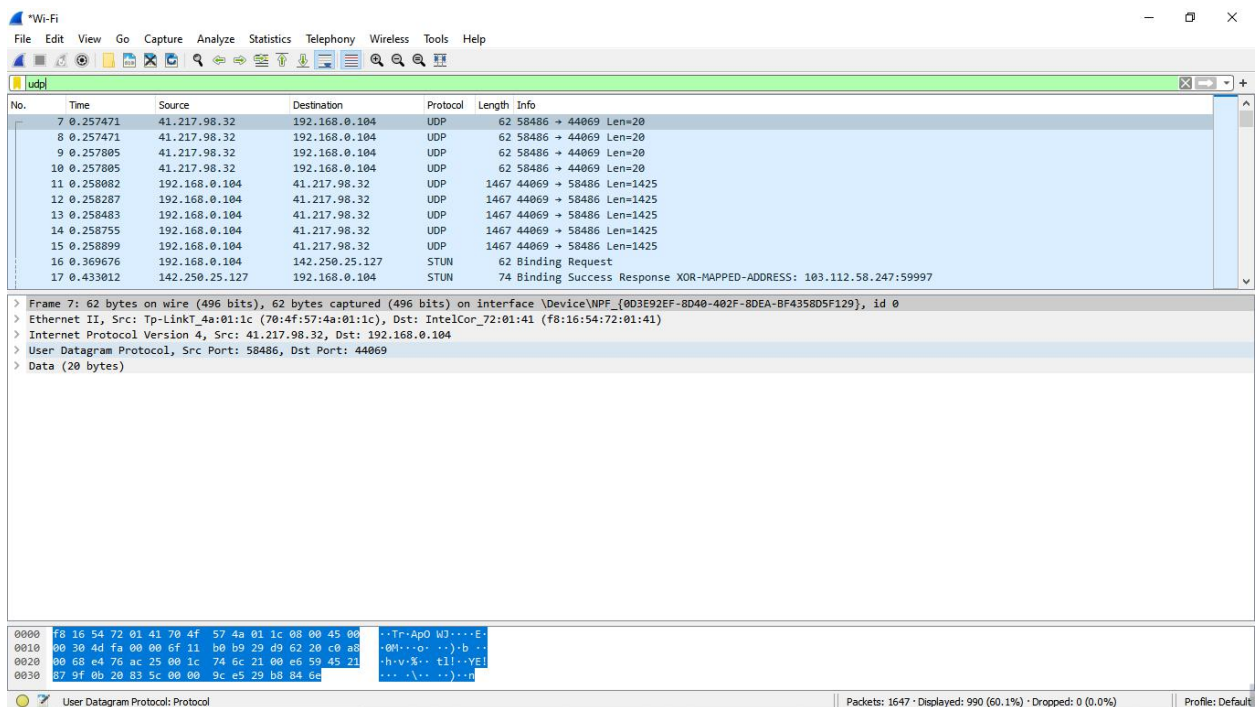 *Wi-Fi
File Edit View Go Capture Analyze Statistics Telephony Wireless Tools Help
udp
No. Time Source Destination Protocol Length Info
7 0.257471 41.217.98.32 192.168.0.104 UDP 62 58486 → 44069 Len=20
8 0.257471 41.217.98.32 192.168.0.104 UDP 62 58486 → 44069 Len=20
9 0.257805 41.217.98.32 192.168.0.104 UDP 62 58486 → 44069 Len=20
10 0.257805 41.217.98.32 192.168.0.104 UDP 62 58486 → 44069 Len=20
11 0.258082 192.168.0.104 41.217.98.32 UDP 1467 44069 → 58486 Len=1425
12 0.258287 192.168.0.104 41.217.98.32 UDP 1467 44069 → 58486 Len=1425
13 0.258483 192.168.0.104 41.217.98.32 UDP 1467 44069 → 58486 Len=1425
14 0.258755 192.168.0.104 41.217.98.32 UDP 1467 44069 → 58486 Len=1425
15 0.258899 192.168.0.104 41.217.98.32 UDP 1467 44069 → 58486 Len=1425
16 0.369676 192.168.0.104 142.250.25.127 STUN 62 Binding Request
17 0.433012 142.250.25.127 192.168.0.104 STUN 74 Binding Success Response XOR-MAPPED-ADDRESS: 103.112.58.247:59997
> Frame 7: 62 bytes on wire (496 bits), 62 bytes captured (496 bits) on interface \Device\NPF_{0D3E92EF-8D40-402F-8DEA-BF4358D5F129}, id 0
> Ethernet II, Src: Tp-LinkT_4a:01:1c (70:4f:57:4a:01:1c), Dst: IntelCor_72:01:41 (f8:16:54:72:01:41)
> Internet Protocol Version 4, Src: 41.217.98.32, Dst: 192.168.0.104
> User Datagram Protocol, Src Port: 58486, Dst Port: 44069
> Data (20 bytes)
0000 f8 16 54 72 01 41 70 4f 57 4a 01 1c 08 00 45 00 ··Tr·ApO WJ····E·
0010 00 30 4d fa 00 00 6f 11 b0 b9 29 d9 62 20 c0 a8 ·0M···o· ··)·b ··
0020 00 68 e4 76 ac 25 00 1c 74 6c 21 00 e6 59 45 21 ·h·v·%·· tl!··YE!
0030 87 9f 0b 20 83 5c 00 00 9c e5 29 b8 84 6e ··· ·\·· ··)··n
User Datagram Protocol: Protocol Packets: 1647 · Displayed: 990 (60.1%) · Dropped: 0 (0.0%) Profile: Default